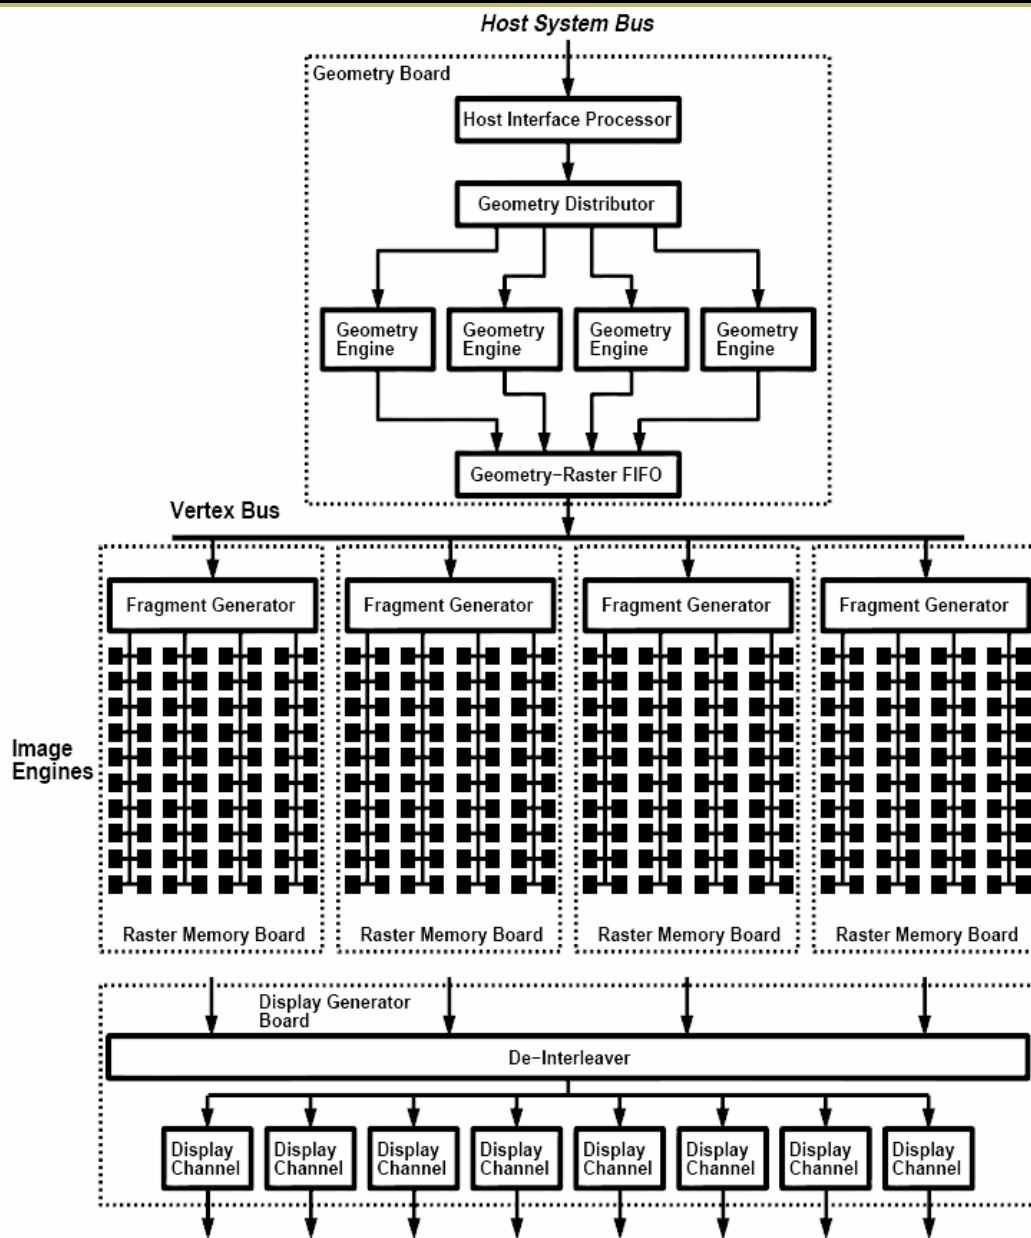 Host System Bus
Geometry Board
Host Interface Processor
Geometry Distributor
Geometry
Engine
Geometry
Engine
Geometry
Engine
Geometry
Engine
Geometry-Raster FIFO
Vertex Bus
Fragment Generator
Fragment Generator
Fragment Generator
Fragment Generator
Image
Engines
Raster Memory Board
Raster Memory Board
Raster Memory Board
Raster Memory Board
Display Generator
Board
De-Interleaver
Display
Channel
Display
Channel
Display
Channel
Display
Channel
Display
Channel
Display
Channel
Display
Channel
Display
Channel